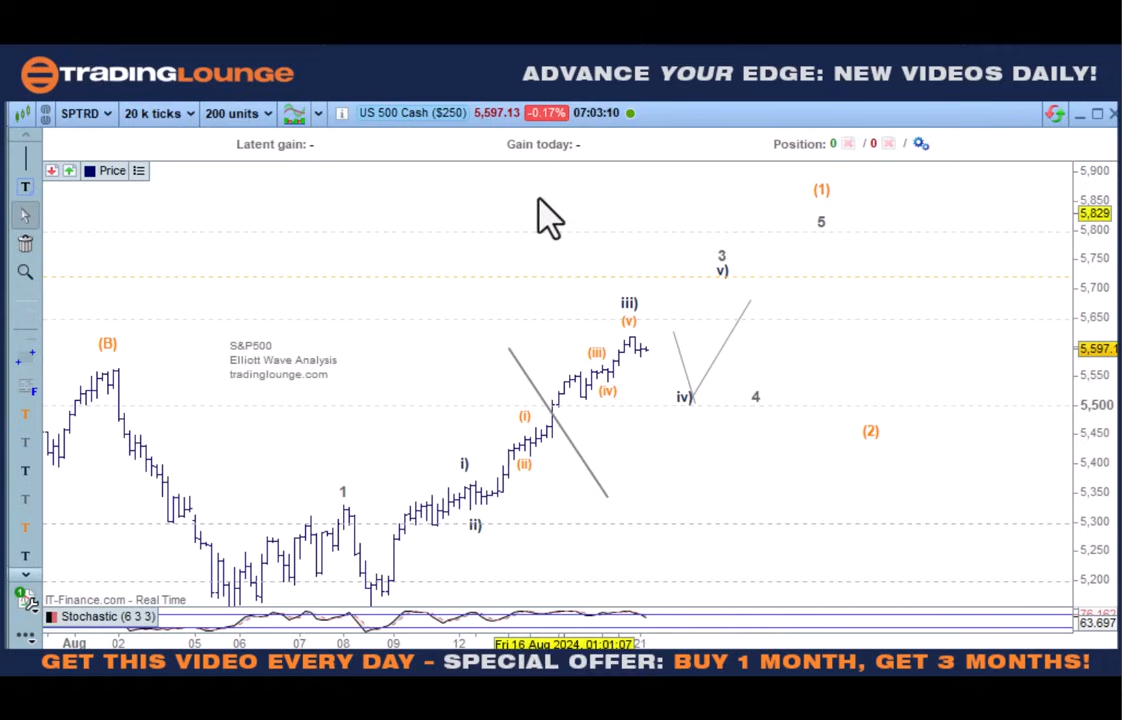 TRADINGLOUNGE
ADVANCE YOUR EDGE: NEW VIDEOS DAILY!
SPTRD 20 k ticks 200 units US 500 Cash ($250) 5,597.13 -0.17% 07:03:10
Latent gain: - Gain today: - Position: 0 / 0 /
Price
5,900
(1)
5,850
5,829
5
5,800
3
5,750
v)
5,700
iii)
(v)
5,650
(B)
S&P500
Elliott Wave Analysis
tradinglounge.com
(iii)
5,597.1
5,550
(iv)
iv)
4
5,500
(i)
(2)
5,450
i)
(ii)
5,400
1
5,350
ii)
5,300
5,250
5,200
IT-Finance.com - Real Time
Stochastic (6 3 3)
76.162
63.697
Aug 02 05 06 07 08 09 12 Fri 16 Aug 2024, 01:01:07 21
GET THIS VIDEO EVERY DAY - SPECIAL OFFER: BUY 1 MONTH, GET 3 MONTHS!